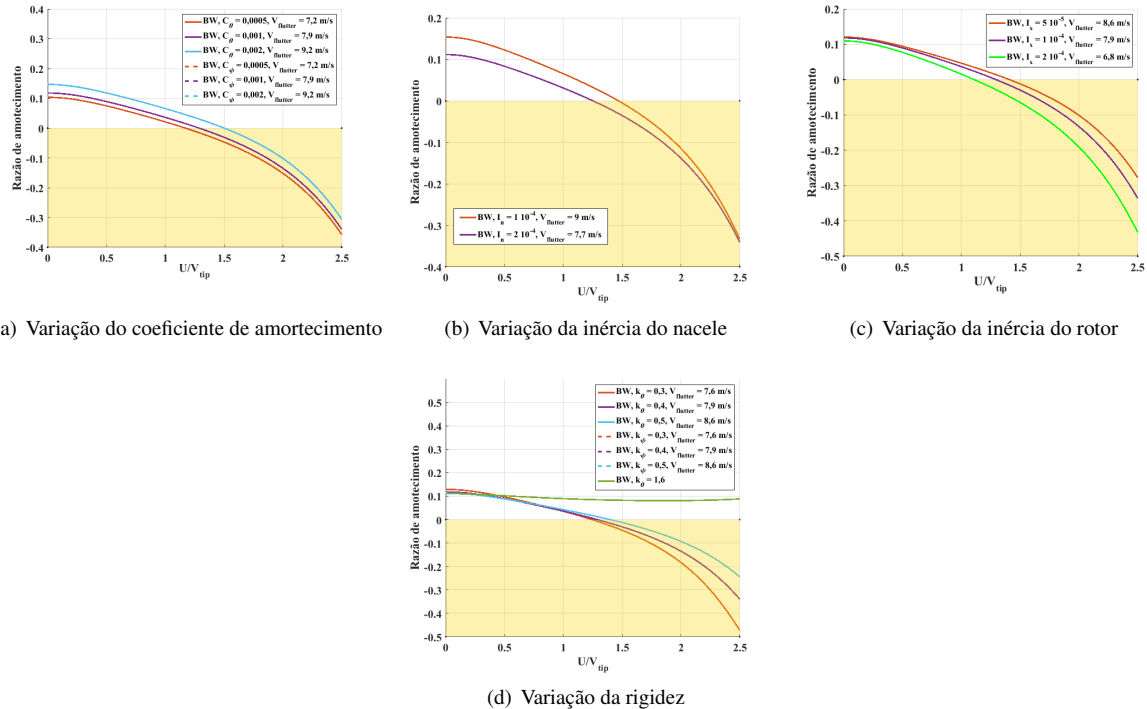 0.4
0.3
0.2
0.1
0
-0.1
-0.2
-0.3
-0.4
Razão de amotecimento
BW, C_θ = 0,0005, V_flutter = 7,2 m/s
BW, C_θ = 0,001, V_flutter = 7,9 m/s
BW, C_θ = 0,002, V_flutter = 9,2 m/s
BW, C_ψ = 0,0005, V_flutter = 7,2 m/s
BW, C_ψ = 0,001, V_flutter = 7,9 m/s
BW, C_ψ = 0,002, V_flutter = 9,2 m/s
0 0.5 1 1.5 2 2.5
U/V_tip
a) Variação do coeficiente de amortecimento
0.2
0.1
0
-0.1
-0.2
-0.3
-0.4
Razão de amotecimento
BW, I_n = 1 10^-4, V_flutter = 9 m/s
BW, I_n = 2 10^-4, V_flutter = 7,7 m/s
0 0.5 1 1.5 2 2.5
U/V_tip
(b) Variação da inércia do nacele
0.2
0.1
0
-0.1
-0.2
-0.3
-0.4
-0.5
Razão de amotecimento
BW, I_x = 5 10^-5, V_flutter = 8,6 m/s
BW, I_x = 1 10^-4, V_flutter = 7,9 m/s
BW, I_x = 2 10^-4, V_flutter = 6,8 m/s
0 0.5 1 1.5 2 2.5
U/V_tip
(c) Variação da inércia do rotor
0.5
0.4
0.3
0.2
0.1
0
-0.1
-0.2
-0.3
-0.4
-0.5
Razão de amotecimento
BW, k_θ = 0,3, V_flutter = 7,6 m/s
BW, k_θ = 0,4, V_flutter = 7,9 m/s
BW, k_θ = 0,5, V_flutter = 8,6 m/s
BW, k_ψ = 0,3, V_flutter = 7,6 m/s
BW, k_ψ = 0,4, V_flutter = 7,9 m/s
BW, k_ψ = 0,5, V_flutter = 8,6 m/s
BW, k_θ = 1,6
0 0.5 1 1.5 2 2.5
U/V_tip
(d) Variação da rigidez